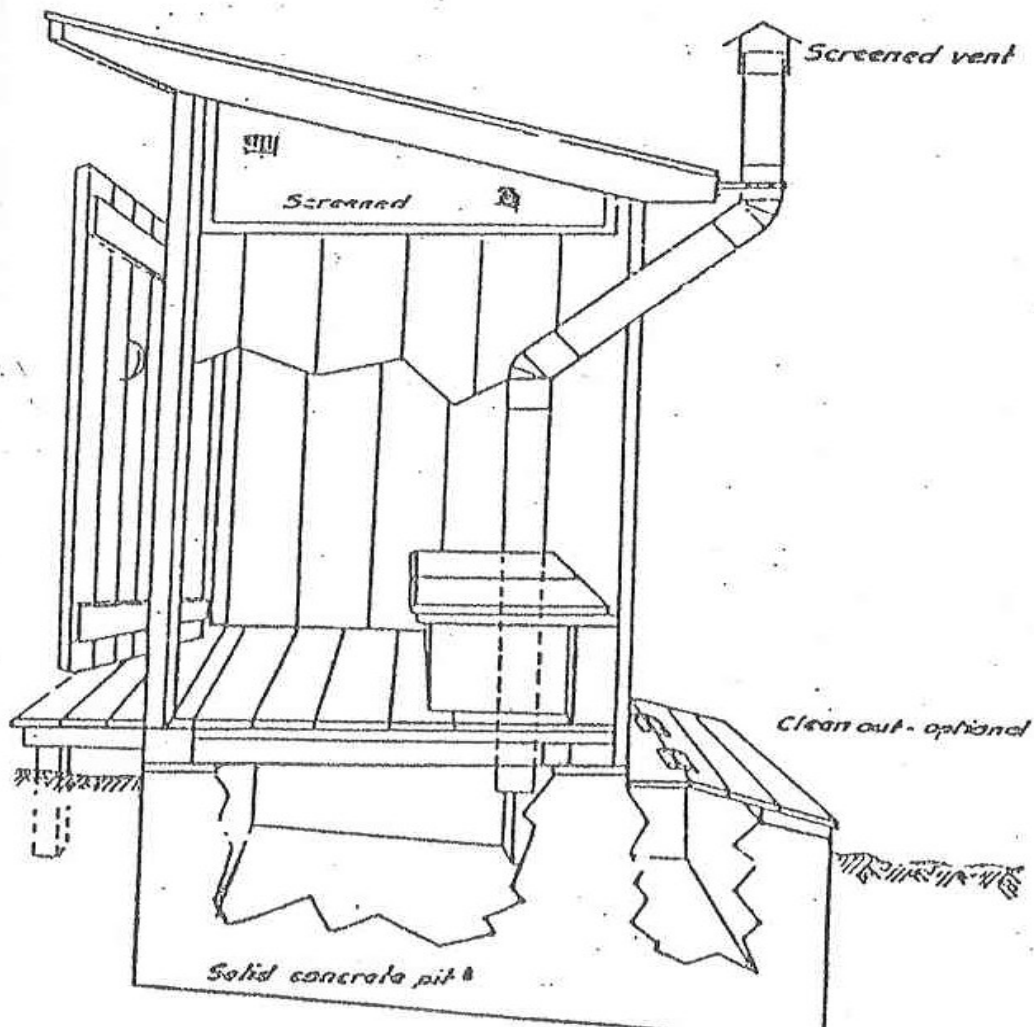 Screened vent
Screened
Clean out - optional
Solid concrete pit